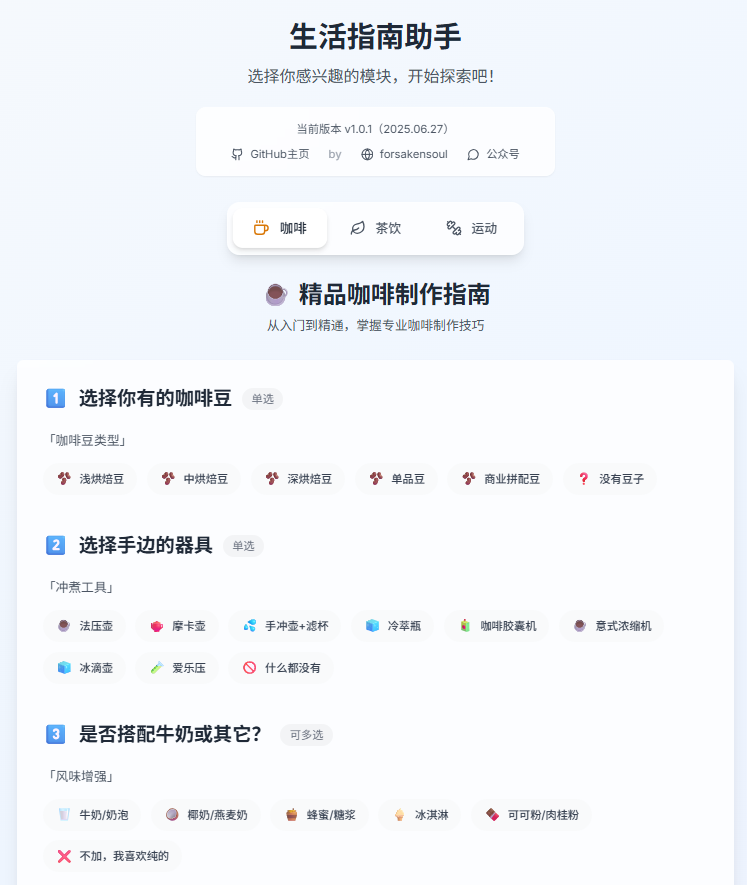 生活指南助手
选择你感兴趣的模块，开始探索吧！
当前版本 v1.0.1（2025.06.27）
GitHub主页 by forsakensoul 公众号
咖啡 茶饮 运动
精品咖啡制作指南
从入门到精通，掌握专业咖啡制作技巧
1 选择你有的咖啡豆 单选
「咖啡豆类型」
浅烘焙豆 中烘焙豆 深烘焙豆 单品豆 商业拼配豆 没有豆子
2 选择手边的器具 单选
「冲煮工具」
法压壶 摩卡壶 手冲壶+滤杯 冷萃瓶 咖啡胶囊机 意式浓缩机
冰滴壶 爱乐压 什么都没有
3 是否搭配牛奶或其它？ 可多选
「风味增强」
牛奶/奶泡 椰奶/燕麦奶 蜂蜜/糖浆 冰淇淋 可可粉/肉桂粉
不加，我喜欢纯的